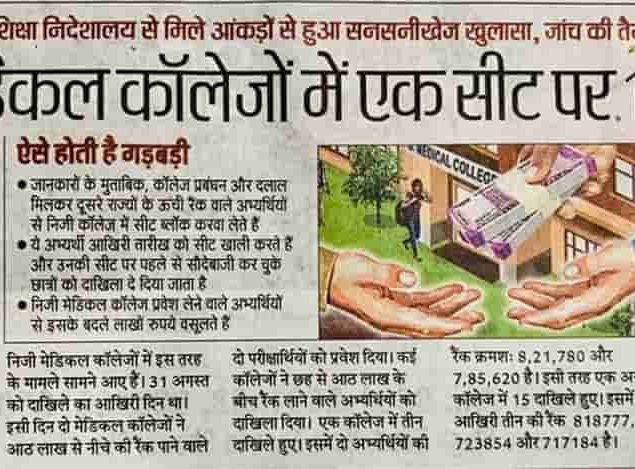 शिक्षा निदेशालय से मिले आंकड़ों से हुआ सनसनीखेज खुलासा, जांच की
कॉलेजों में एक सीट पर
ऐसे होती है गड़बड़ी
• जानकारों के मुताबिक, कॉलेज प्रबंधन और दलाल
मिलकर दूसरे राज्यों के ऊंची रैंक वाले अभ्यर्थियों
से निजी कॉलेज में सीट ब्लॉक करवा लेते हैं
• ये अभ्यर्थी आखिरी तारीख को सीट खाली करते हैं
और उनकी सीट पर पहले से सौदेबाजी कर चुके
छात्रों को दाखिला दे दिया जाता है
• निजी मेडिकल कॉलेज प्रवेश लेने वाले अभ्यर्थियों
से इसके बदले लाखों रुपये वसूलते हैं
MEDICAL COLLEGE
निजी मेडिकल कॉलेजों में इस तरह
के मामले सामने आए हैं। 31 अगस्त
को दाखिले का आखिरी दिन था।
इसी दिन दो मेडिकल कॉलेजों ने
आठ लाख से नीचे की रैंक पाने वाले
दो परीक्षार्थियों को प्रवेश दिया। कई
कॉलेजों ने छह से आठ लाख के
बीच रैंक लाने वाले अभ्यर्थियों को
दाखिला दिया। एक कॉलेज में तीन
दाखिले हुए। इसमें दो अभ्यर्थियों की
रैंक क्रमशः 8,21,780 और
7,85,620 है। इसी तरह एक
कॉलेज में 15 दाखिले हुए। इसमें
आखिरी तीन की रैंक 818777,
723854 और 717184 है।